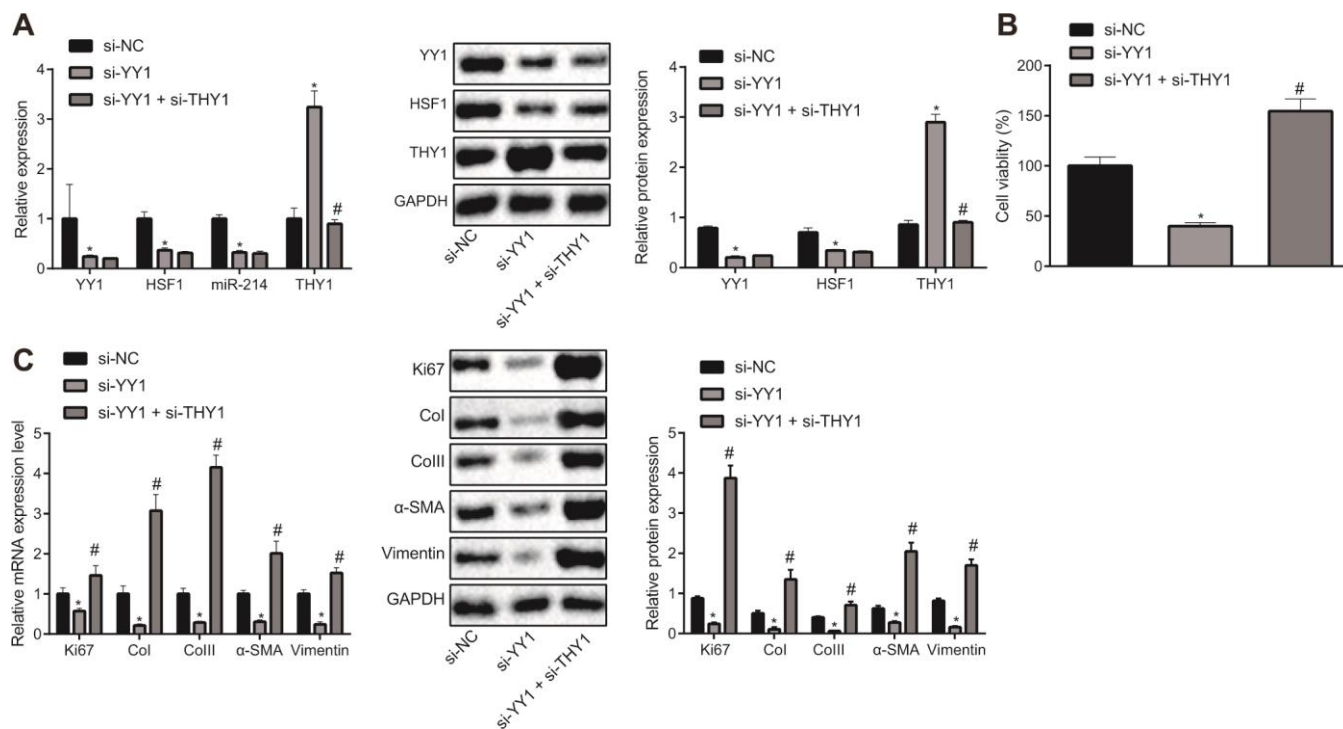 A
si-NC
si-YY1
si-YY1 + si-THY1
Relative expression
4
3
2
1
0
*
*
*
*
#
YY1
HSF1
miR-214
THY1
YY1
HSF1
THY1
GAPDH
si-NC
si-YY1
si-YY1 + si-THY1
si-NC
si-YY1
si-YY1 + si-THY1
Relative protein expression
4
3
2
1
0
*
*
*
#
YY1
HSF1
THY1
B
si-NC
si-YY1
si-YY1 + si-THY1
Cell viablity (%)
200
150
100
50
0
*
#
C
si-NC
si-YY1
si-YY1 + si-THY1
Relative mRNA expression level
5
4
3
2
1
0
*
#
*
#
*
#
*
#
*
#
Ki67
CoI
CoIII
α-SMA
Vimentin
Ki67
CoI
CoIII
α-SMA
Vimentin
GAPDH
si-NC
si-YY1
si-YY1 + si-THY1
si-NC
si-YY1
si-YY1 + si-THY1
Relative protein expression
5
4
3
2
1
0
*
#
*
#
*
#
*
#
*
#
Ki67
CoI
CoIII
α-SMA
Vimentin